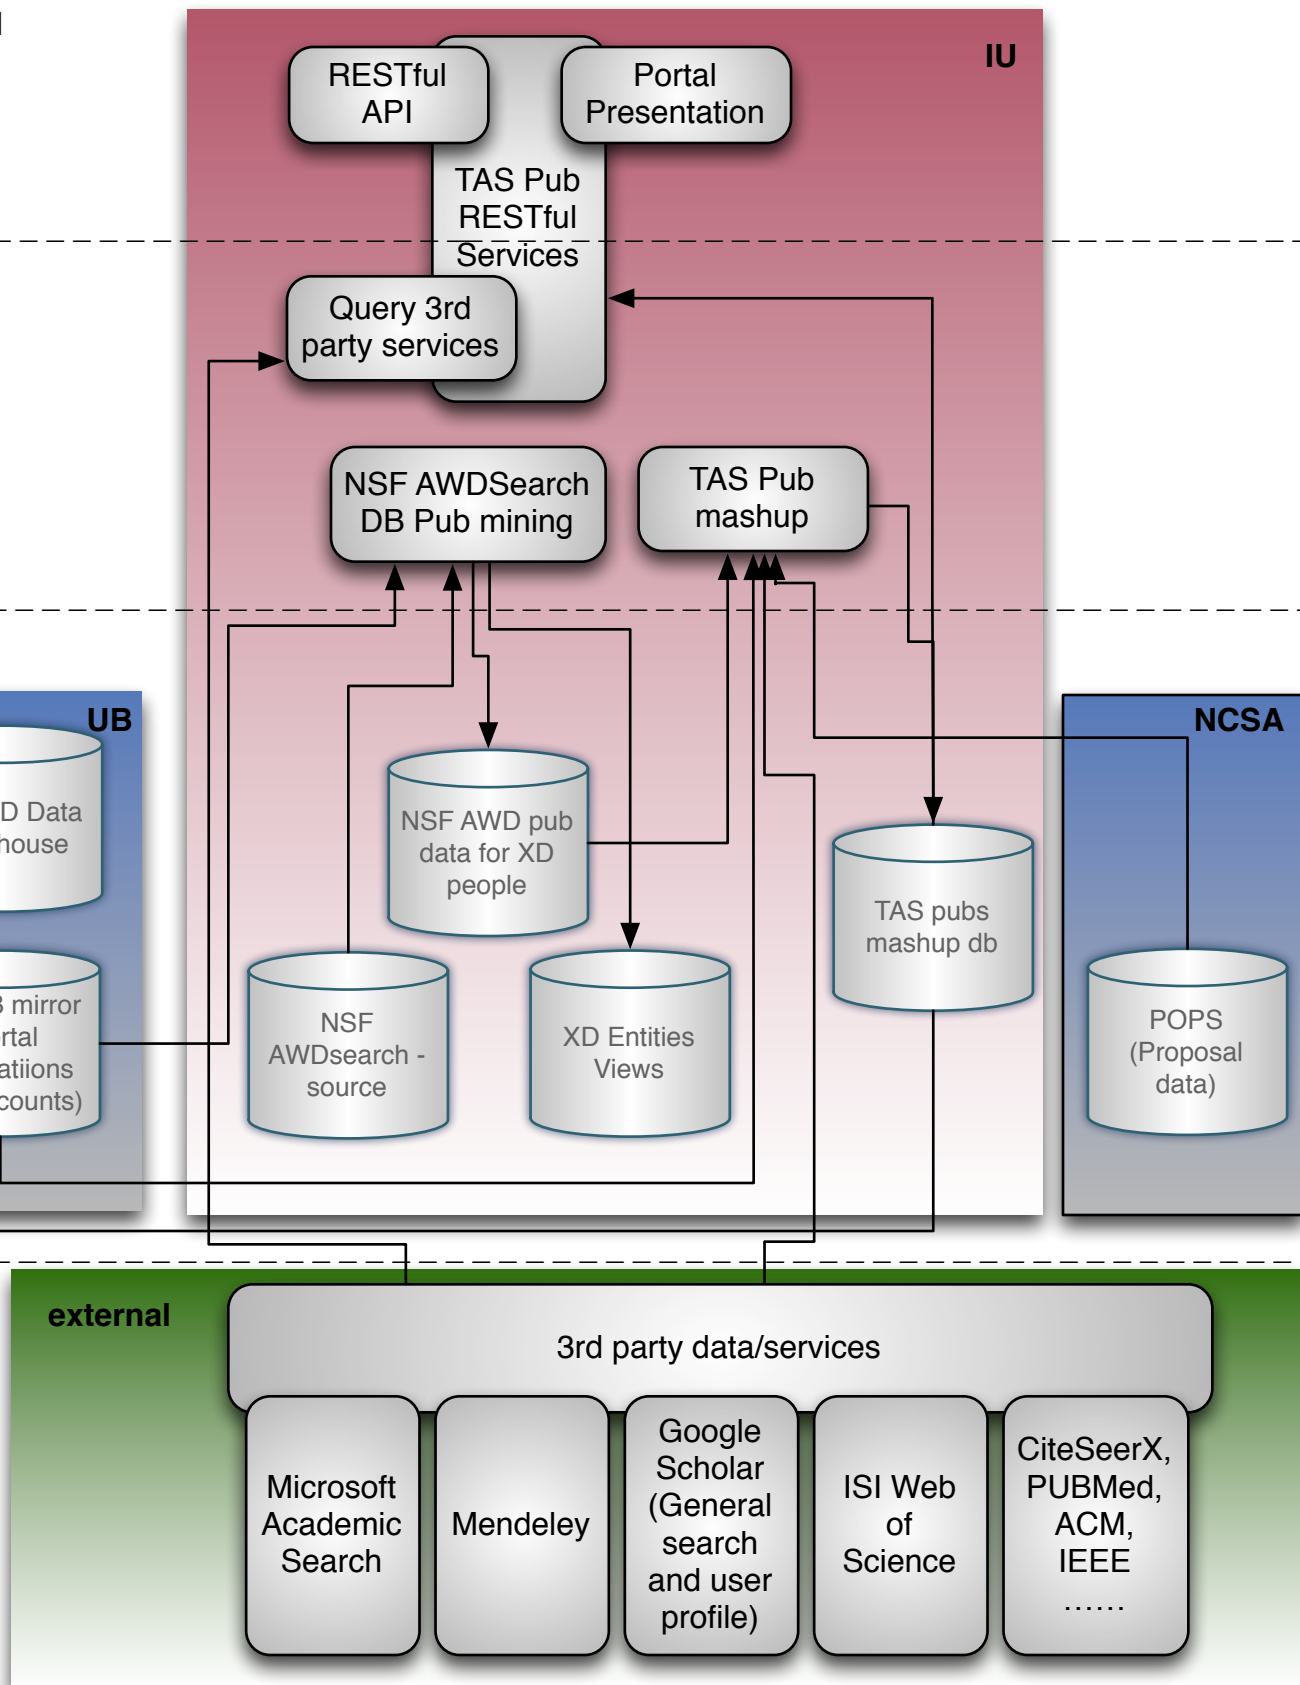 IU
RESTful
API
Portal
Presentation
TAS Pub
RESTful
Services
Query 3rd
party services
NSF AWDSearch
DB Pub mining
TAS Pub
mashup
UB
D Data
house
mirror
rtal
atiions
counts)
NSF AWD pub
data for XD
people
NSF
AWDsearch -
source
XD Entities
Views
TAS pubs
mashup db
NCSA
POPS
(Proposal
data)
external
3rd party data/services
Microsoft
Academic
Search
Mendeley
Google
Scholar
(General
search
and user
profile)
ISI Web
of
Science
CiteSeerX,
PUBMed,
ACM,
IEEE
......